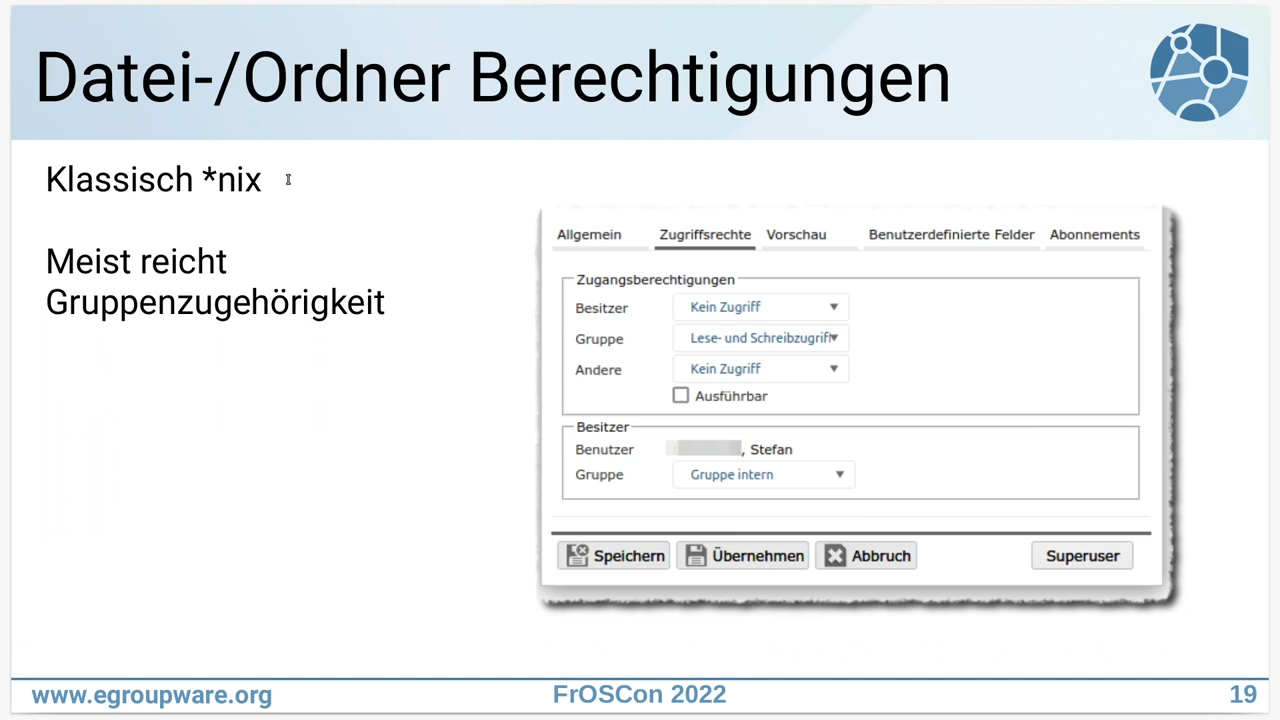 Datei-/Ordner Berechtigungen
Klassisch *nix
Meist reicht
Gruppenzugehörigkeit
Allgemein Zugriffsrechte Vorschau Benutzerdefinierte Felder Abonnements
Zugangsberechtigungen
Besitzer Kein Zugriff
Gruppe Lese- und Schreibzugriff
Andere Kein Zugriff
Ausführbar
Besitzer
Benutzer , Stefan
Gruppe Gruppe intern
Speichern Übernehmen Abbruch Superuser
www.egroupware.org FrOSCon 2022 19